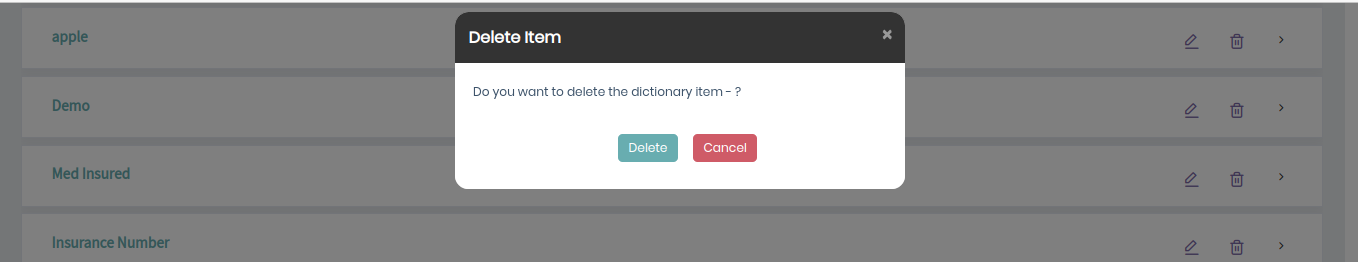 apple
Delete Item
×
Do you want to delete the dictionary item - ?
Demo
Delete
Cancel
Med Insured
Insurance Number